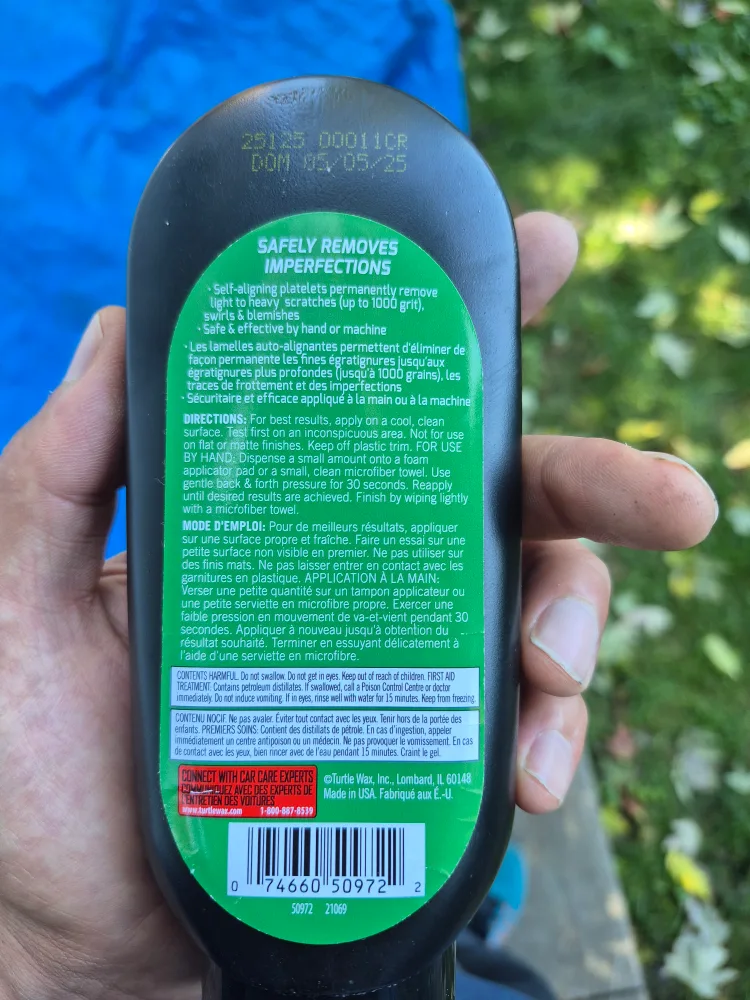 25125 00011CR
DOM 05/05/25
SAFELY REMOVES
IMPERFECTIONS
· Self-aligning platelets permanently remove
light to heavy scratches (up to 1000 grit),
swirls & blemishes
· Safe & effective by hand or machine
· Les lamelles auto-alignantes permettent d'éliminer de
façon permanente les fines égratignures jusqu'aux
égratignures plus profondes (jusqu'à 1000 grains), les
traces de frottement et des imperfections
· Sécuritaire et efficace appliqué à la main ou à la machine
DIRECTIONS: For best results, apply on a cool, clean
surface. Test first on an inconspicuous area. Not for use
on flat or matte finishes. Keep off plastic trim. FOR USE
BY HAND: Dispense a small amount onto a foam
applicator pad or a small, clean microfiber towel. Use
gentle back & forth pressure for 30 seconds. Reapply
until desired results are achieved. Finish by wiping lightly
with a microfiber towel.
MODE D'EMPLOI: Pour de meilleurs résultats, appliquer
sur une surface propre et fraîche. Faire un essai sur une
petite surface non visible en premier. Ne pas utiliser sur
des finis mats. Ne pas laisser entrer en contact avec les
garnitures en plastique. APPLICATION À LA MAIN:
Verser une petite quantité sur un tampon applicateur ou
une petite serviette en microfibre propre. Exercer une
faible pression en mouvement de va-et-vient pendant 30
secondes. Appliquer à nouveau jusqu'à obtention du
résultat souhaité. Terminer en essuyant délicatement à
l'aide d'une serviette en microfibre.
CONTENTS HARMFUL. Do not swallow. Do not get in eyes. Keep out of reach of children. FIRST AID
TREATMENT: Contains petroleum distillates. If swallowed, call a Poison Control Centre or doctor
immediately. Do not induce vomiting. If in eyes, rinse well with water for 15 minutes. Keep from freezing.
CONTENU NOCIF. Ne pas avaler. Éviter tout contact avec les yeux. Tenir hors de la portée des
enfants. PREMIERS SOINS: Contient des distillats de pétrole. En cas d'ingestion, appeler
immédiatement un centre antipoison ou un médecin. Ne pas provoquer le vomissement. En cas
de contact avec les yeux, bien rincer avec de l'eau pendant 15 minutes. Craint le gel.
CONNECT WITH CAR CARE EXPERTS
COMMUNIQUEZ AVEC DES EXPERTS DE
L'ENTRETIEN DES VOITURES
www.turtlewax.com 1-800-887-8539
©Turtle Wax, Inc., Lombard, IL 60148
Made in USA. Fabriqué aux É.-U.
0 74660 50972 2
50972 21069